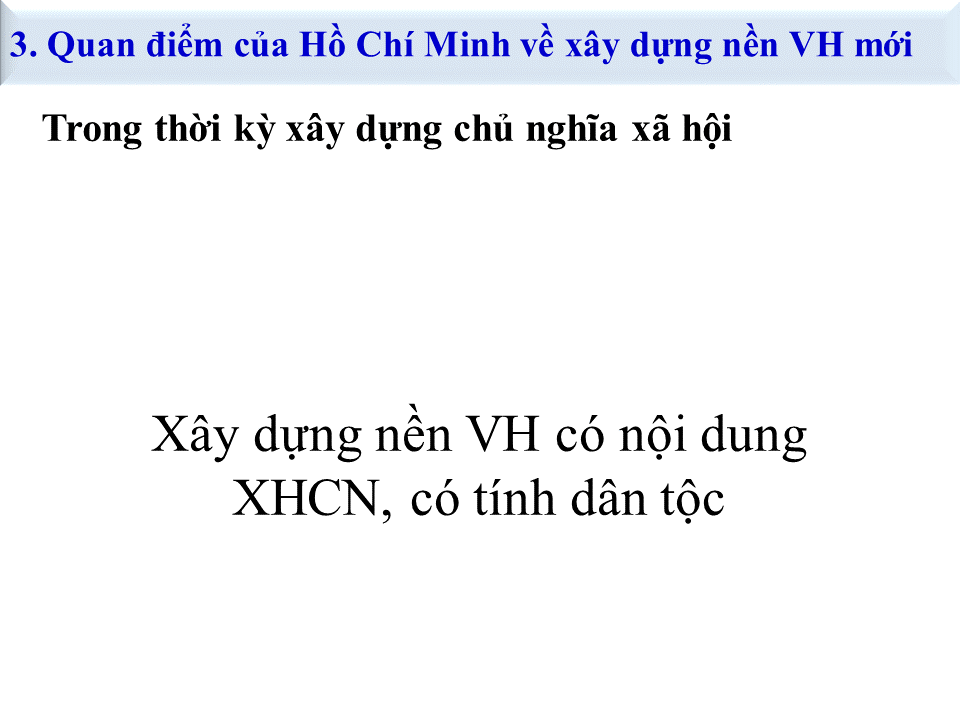 3. Quan điểm của Hồ Chí Minh về xây dựng nền VH mới
Trong thời kỳ xây dựng chủ nghĩa xã hội
Xây dựng nền VH có nội dung
XHCN, có tính dân tộc